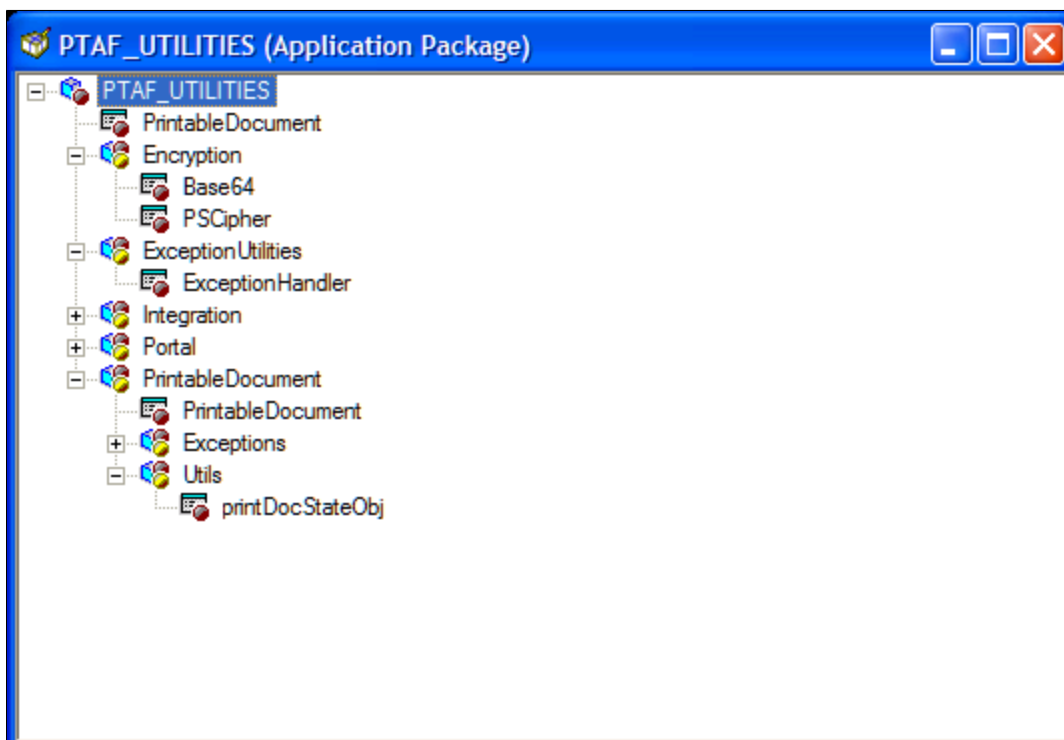 PTAF_UTILITIES (Application Package)
PTAF_UTILITIES
PrintableDocument
Encryption
Base64
PSCipher
ExceptionUtilities
ExceptionHandler
Integration
Portal
PrintableDocument
PrintableDocument
Exceptions
Utils
printDocStateObj